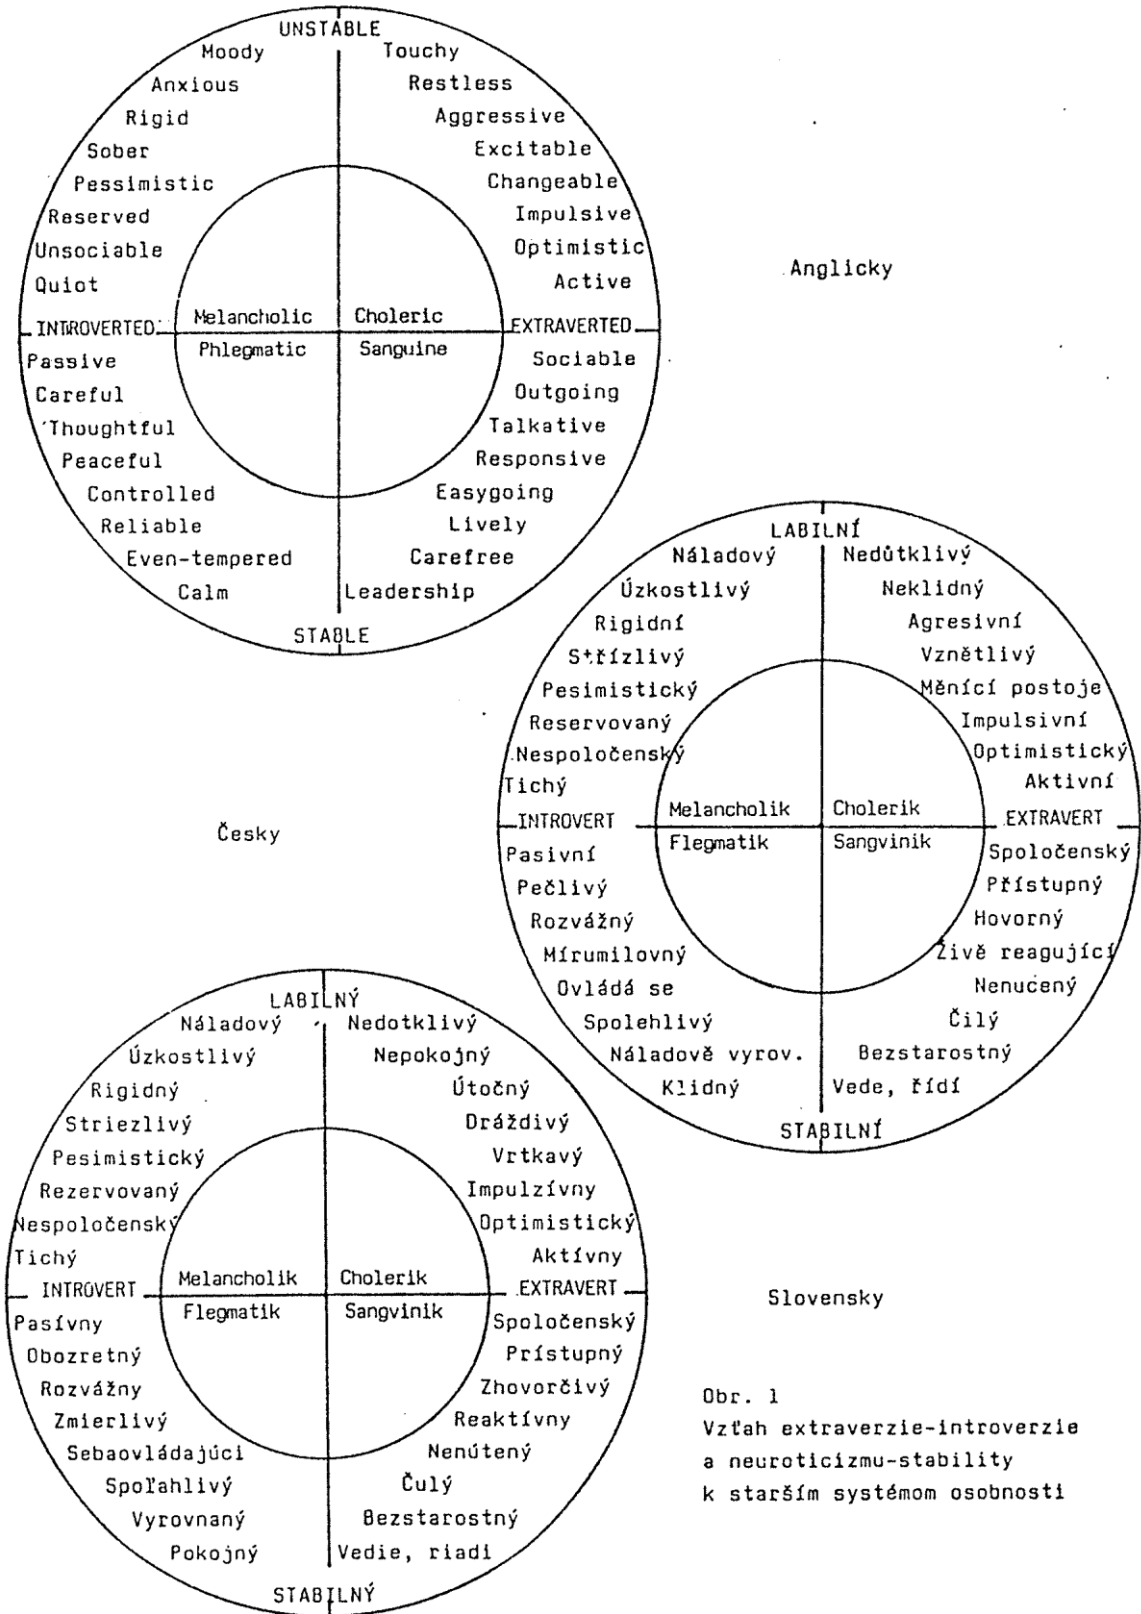 UNSTABLE
Moody Touchy
Anxious Restless
Rigid Aggressive
Sober Excitable
Pessimistic Changeable
Reserved Impulsive
Unsociable Optimistic
Quiot Active
INTROVERTED Melancholic Choleric EXTRAVERTED
Phlegmatic Sanguine
Passive Sociable
Careful Outgoing
Thoughtful Talkative
Peaceful Responsive
Controlled Easygoing
Reliable Lively
Even-tempered Carefree
Calm Leadership
STABLE
Anglicky
LABILNÍ
Náladový Nedůtklivý
Úzkostlivý Neklidný
Rigidní Agresivní
Střízlivý Vznětlivý
Pesimistický Měnící postoje
Reservovaný Impulsivní
Nespoločenský Optimistický
Tichý Aktivní
INTROVERT Melancholik Cholerik EXTRAVERT
Flegmatik Sangvinik
Pasivní Spoločenský
Pečlivý Přístupný
Rozvážný Hovorný
Mírumilovný Živě reagující
Ovládá se Nenucený
Spolehlivý Čilý
Náladově vyrov. Bezstarostný
Klidný Vede, řídí
STABILNÍ
Česky
LABILNÝ
Náladový Nedotklivý
Úzkostlivý Nepokojný
Rigidný Útočný
Striezlivý Dráždivý
Pesimistický Vrtkavý
Rezervovaný Impulzívny
Nespoločenský Optimistický
Tichý Aktívny
INTROVERT Melancholik Cholerik EXTRAVERT
Flegmatik Sangvinik
Pasívny Spoločenský
Obozretný Prístupný
Rozvážny Zhovorčivý
Zmierlivý Reaktívny
Sebaovládajúci Nenútený
Spoľahlivý Čulý
Vyrovnaný Bezstarostný
Pokojný Vedie, riadi
STABILNÝ
Slovensky
Obr. 1
Vzťah extraverzie-introverzie
a neuroticizmu-stability
k starším systémom osobnosti